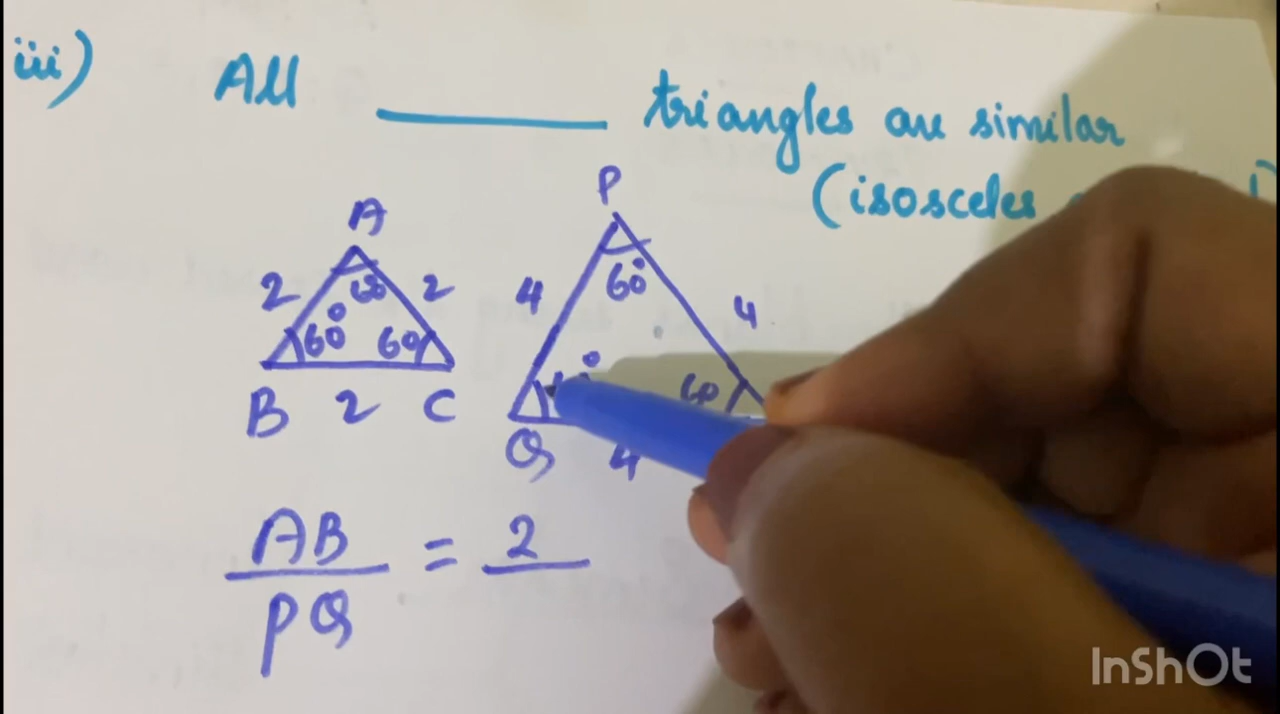 iii) All ______ triangles are similar
(isosceles
A
P
2
60
2
4
60°
4
60°
60
60
B
2
C
Q
4
AB
PQ
=
2
InShOt